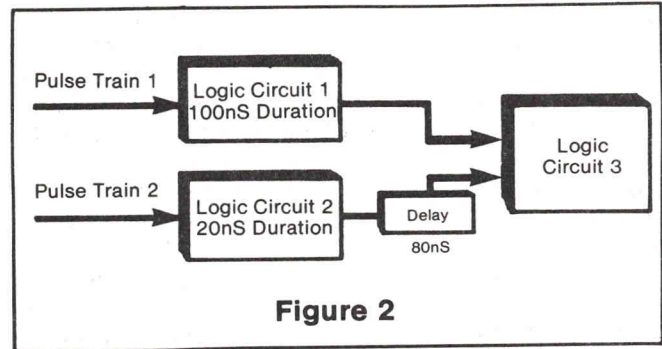 Pulse Train 1
Logic Circuit 1
100nS Duration
Logic
Circuit 3
Pulse Train 2
Logic Circuit 2
20nS Duration
Delay
80nS
Figure 2